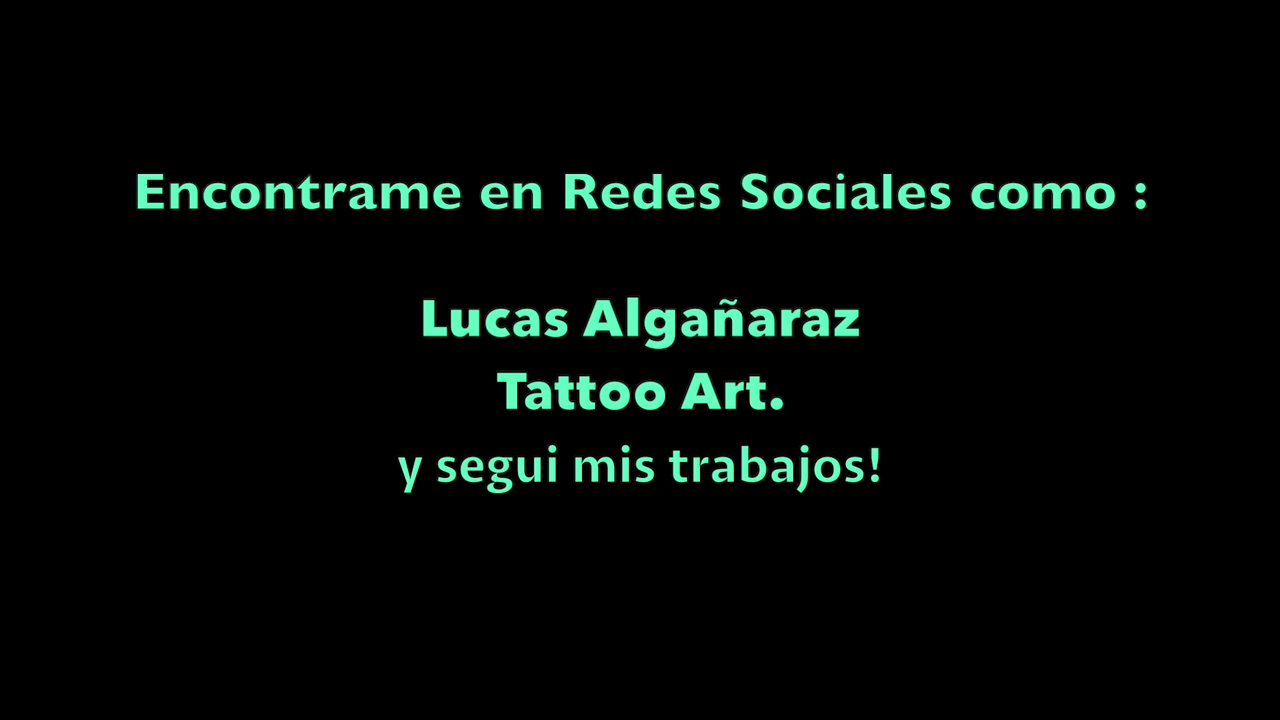 Encontrame en Redes Sociales como :
Lucas Algañaraz
Tattoo Art.
y segui mis trabajos!